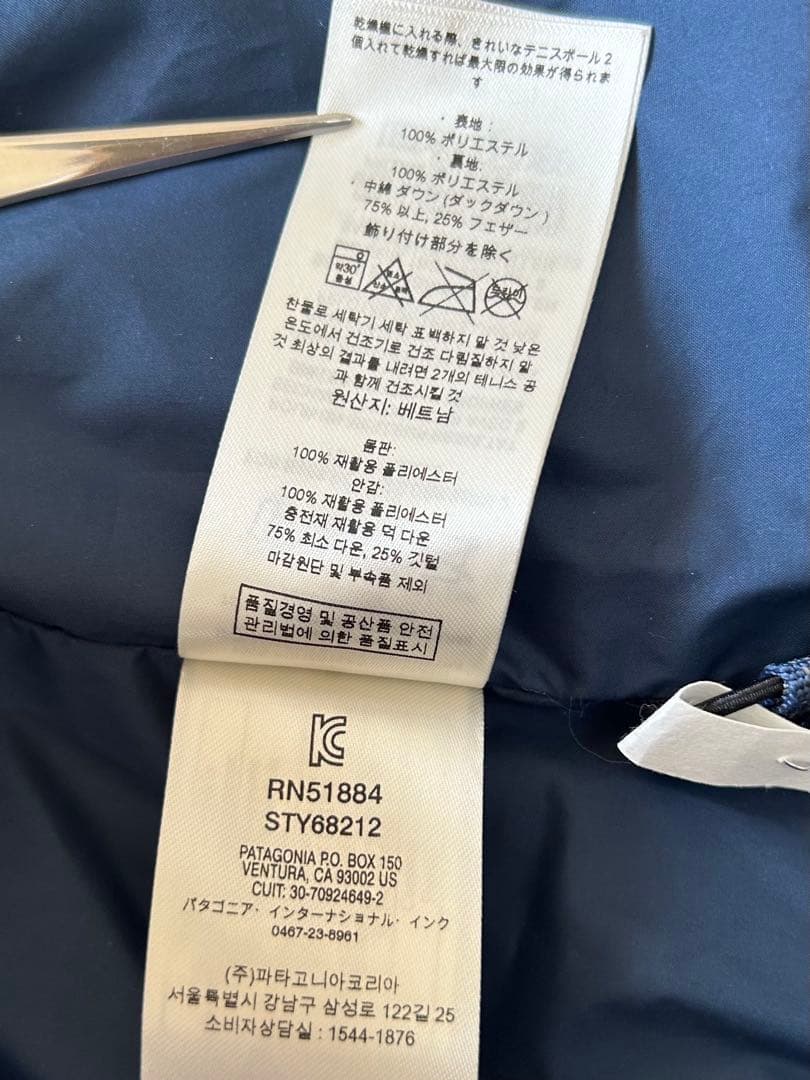 乾燥機に入れる際、きれいなテニスボール2
個入れて乾燥すれば最大限の効果が得られま
す
・表地:
100% ポリエステル
・裏地:
100% ポリエステル
・中綿 ダウン (ダックダウン)
75% 以上, 25% フェザー
飾り付け部分を除く
약30°
중성
염소
드라이
찬물로 세탁기 세탁 표백하지 말 것 낮은
온도에서 건조기로 건조 다림질하지 말
것 최상의 결과를 내려면 2개의 테니스 공
과 함께 건조시킬 것
원산지: 베트남
몸판:
100% 재활용 폴리에스터
안감:
100% 재활용 폴리에스터
충전재 재활용 덕 다운
75% 최소 다운, 25% 깃털
마감원단 및 부속품 제외
품질경영 및 공산품 안전
관리법에 의한 품질표시
KC
RN51884
STY68212
PATAGONIA P.O. BOX 150
VENTURA, CA 93002 US
CUIT: 30-70924649-2
パタゴニア・インターナショナル・インク
0467-23-8961
(주)파타고니아코리아
서울특별시 강남구 삼성로 122길 25
소비자상담실 : 1544-1876